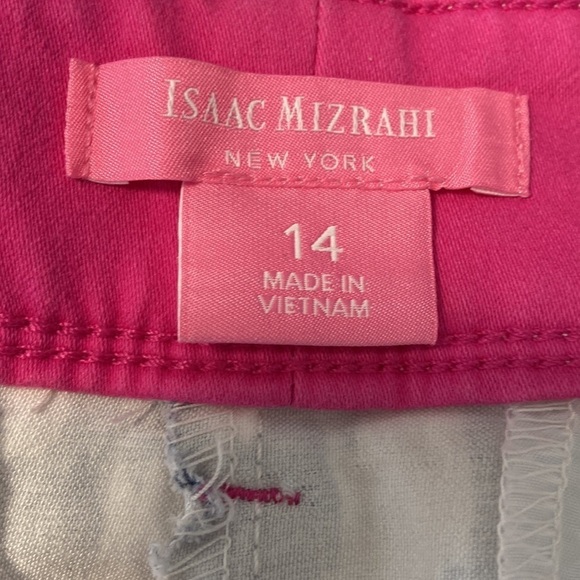 ISAAC MIZRAHI
NEW YORK
14
MADE IN
VIETNAM